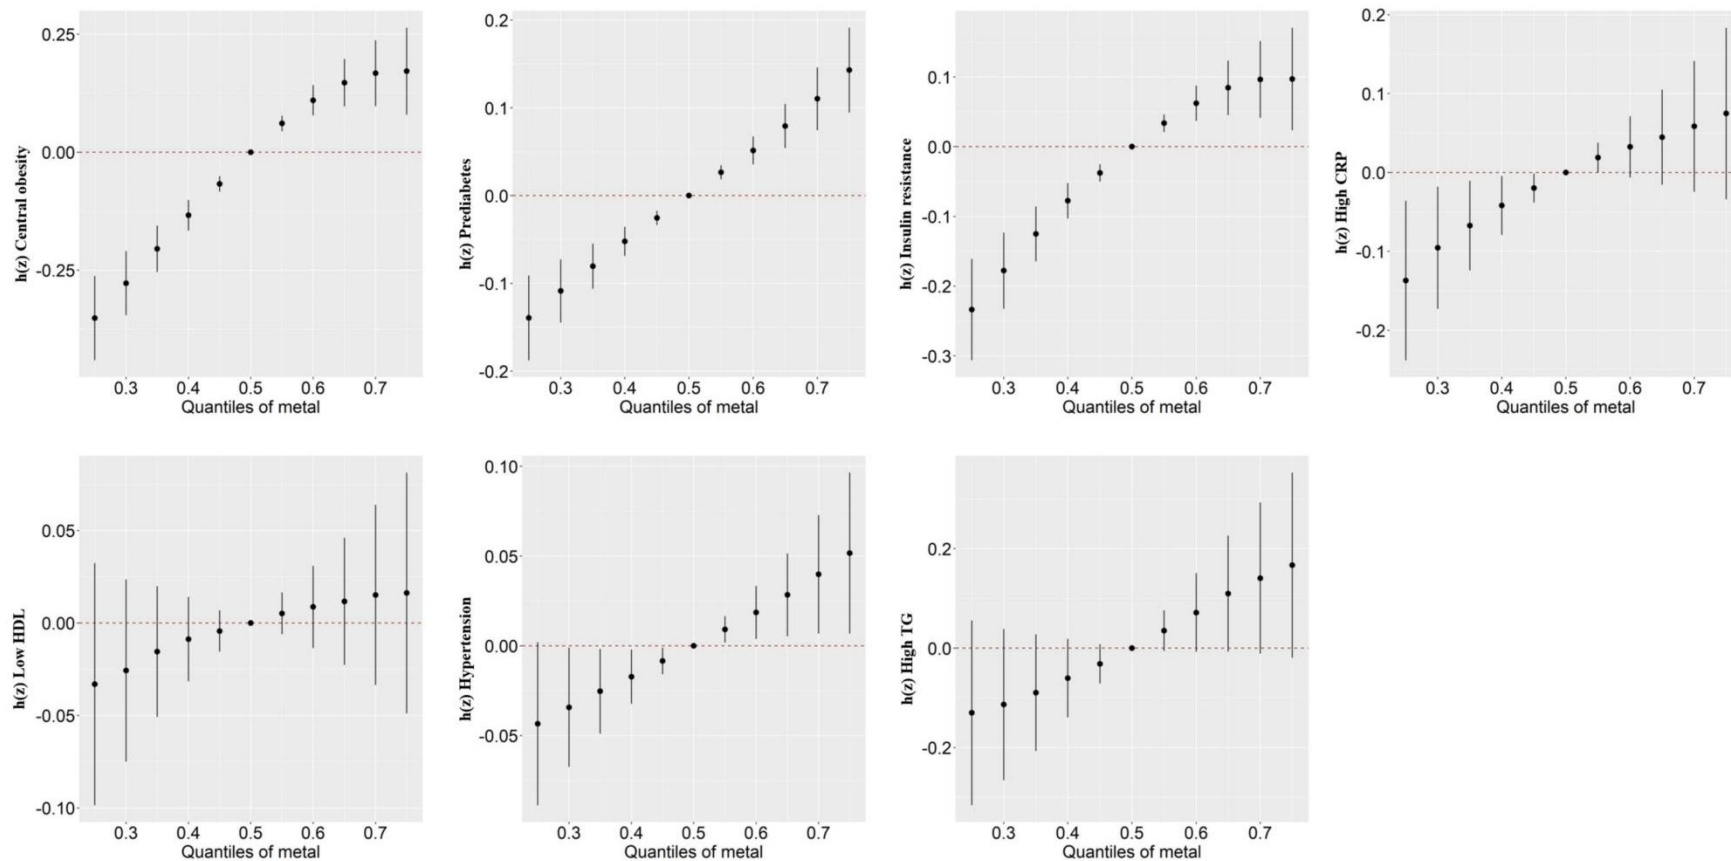 h(z) Central obesity
0.25
0.00
-0.25
0.3 0.4 0.5 0.6 0.7
Quantiles of metal
h(z) Prediabetes
0.2
0.1
0.0
-0.1
-0.2
0.3 0.4 0.5 0.6 0.7
Quantiles of metal
h(z) Insulin resistance
0.1
0.0
-0.1
-0.2
-0.3
0.3 0.4 0.5 0.6 0.7
Quantiles of metal
h(z) High CRP
0.2
0.1
0.0
-0.1
-0.2
0.3 0.4 0.5 0.6 0.7
Quantiles of metal
h(z) Low HDL
0.05
0.00
-0.05
-0.10
0.3 0.4 0.5 0.6 0.7
Quantiles of metal
h(z) Hypertension
0.10
0.05
0.00
-0.05
0.3 0.4 0.5 0.6 0.7
Quantiles of metal
h(z) High TG
0.2
0.0
-0.2
0.3 0.4 0.5 0.6 0.7
Quantiles of metal